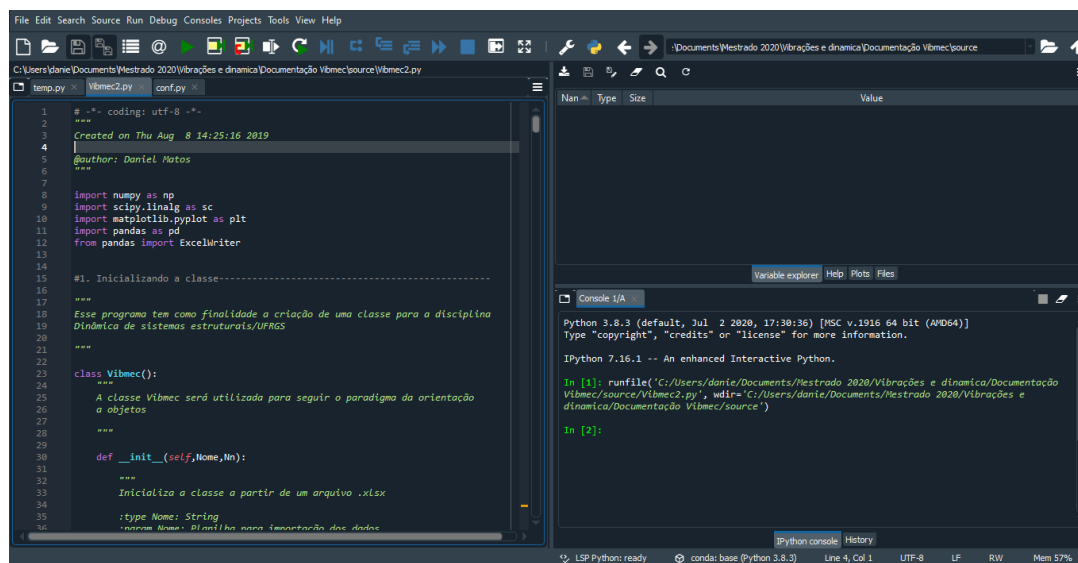 File Edit Search Source Run Debug Consoles Projects Tools View Help
:\Documents\Mestrado 2020\Vibrações e dinamica\Documentação Vibmec\source
C:\Users\danie\Documents\Mestrado 2020\Vibrações e dinamica\Documentação Vibmec\source\Vibmec2.py
temp.py Vibmec2.py conf.py
1 # -*- coding: utf-8 -*-
2 """
3 Created on Thu Aug  8 14:25:16 2019
4
5 @author: Daniel Matos
6 """
7
8 import numpy as np
9 import scipy.linalg as sc
10 import matplotlib.pyplot as plt
11 import pandas as pd
12 from pandas import ExcelWriter
13
14
15 #1. Inicializando a classe------------------------------------------------
16
17 """
18 Esse programa tem como finalidade a criação de uma classe para a disciplina
19 Dinâmica de sistemas estruturais/UFRGS
20
21 """
22
23 class Vibmec():
24 """
25 A classe Vibmec será utilizada para seguir o paradigma da orientação
26 a objetos
27
28 """
29
30 def __init__(self,Nome,Nn):
31
32 """
33 Inicializa a classe a partir de um arquivo .xlsx
34
35 :type Nome: String
36 :param Nome: Planilha para importação dos dados
Nan Type Size Value
Variable explorer Help Plots Files
Console 1/A
Python 3.8.3 (default, Jul  2 2020, 17:30:36) [MSC v.1916 64 bit (AMD64)]
Type "copyright", "credits" or "license" for more information.
IPython 7.16.1 -- An enhanced Interactive Python.
In [1]: runfile('C:/Users/danie/Documents/Mestrado 2020/Vibrações e dinamica/Documentação
Vibmec/source/Vibmec2.py', wdir='C:/Users/danie/Documents/Mestrado 2020/Vibrações e
dinamica/Documentação Vibmec/source')
In [2]:
IPython console History
LSP Python: ready conda: base (Python 3.8.3) Line 4, Col 1 UTF-8 LF RW Mem 57%